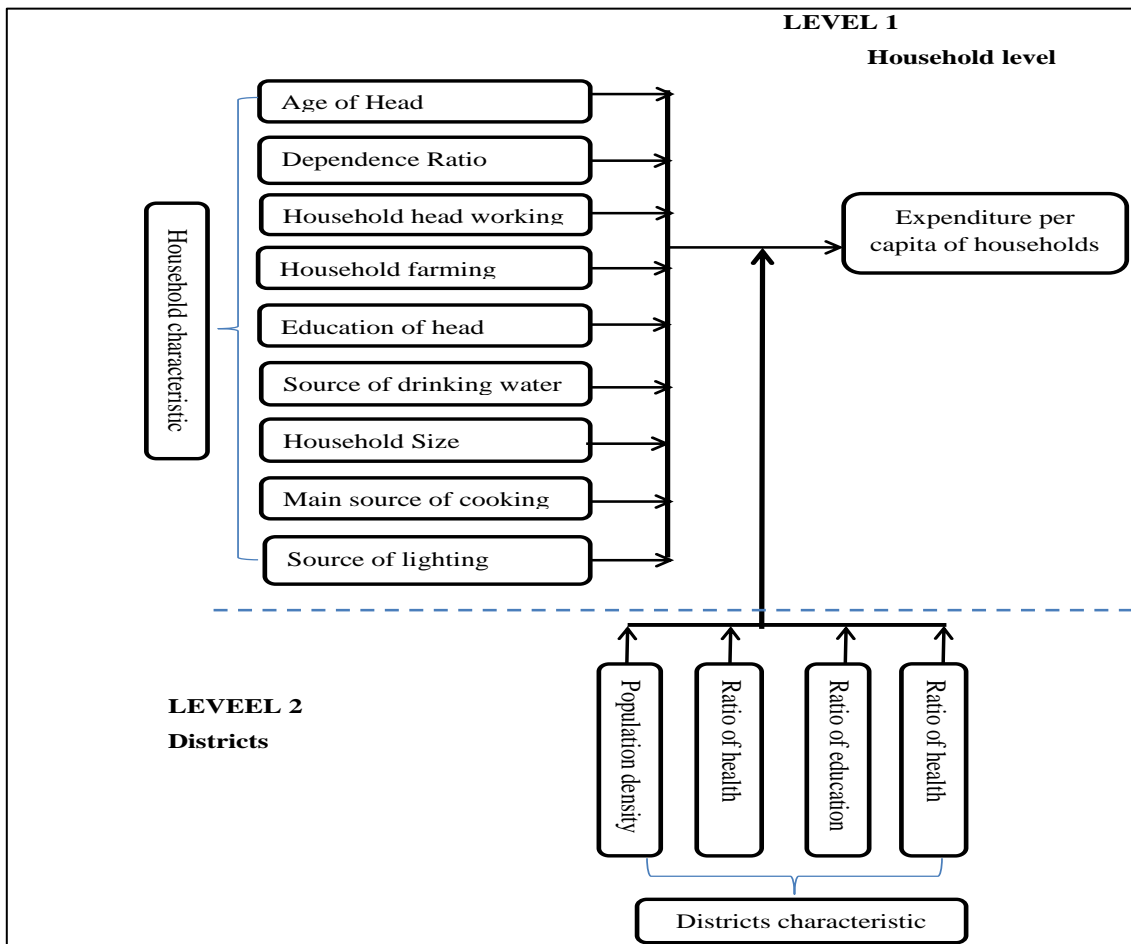 LEVEL 1
Household level
Age of Head
Dependence Ratio
Household head working
Household farming
Education of head
Source of drinking water
Household Size
Main source of cooking
Source of lighting
Household characteristic
Expenditure per
capita of households
LEVEEL 2
Districts
Population density
Ratio of health
Ratio of education
Ratio of health
Districts characteristic